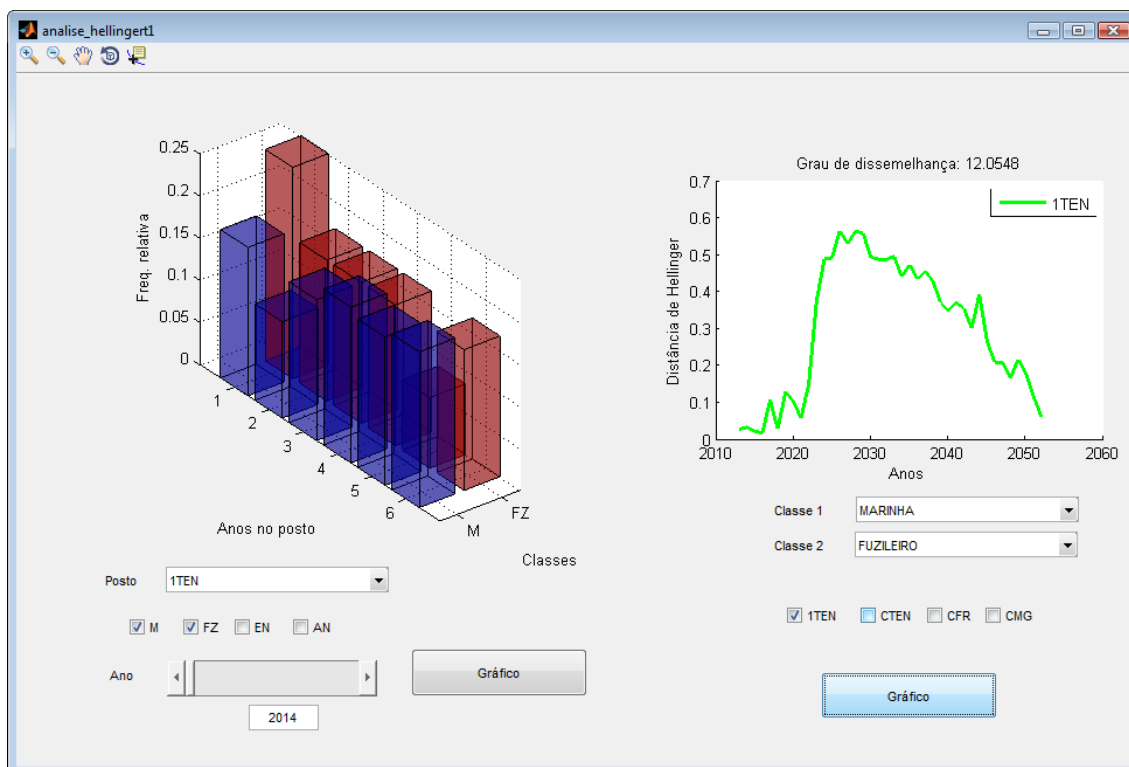 analise_hellingert1
0.25
0.2
0.15
0.1
0.05
0
Freq. relativa
1
2
3
4
5
6
Anos no posto
M
FZ
Classes
Posto
1TEN
M FZ EN AN
Ano
2014
Gráfico
Grau de dissemelhança: 12.0548
1TEN
0.7
0.6
0.5
0.4
0.3
0.2
0.1
0
Distância de Hellinger
2010 2020 2030 2040 2050 2060
Anos
Classe 1 MARINHA
Classe 2 FUZILEIRO
1TEN CTEN CFR CMG
Gráfico